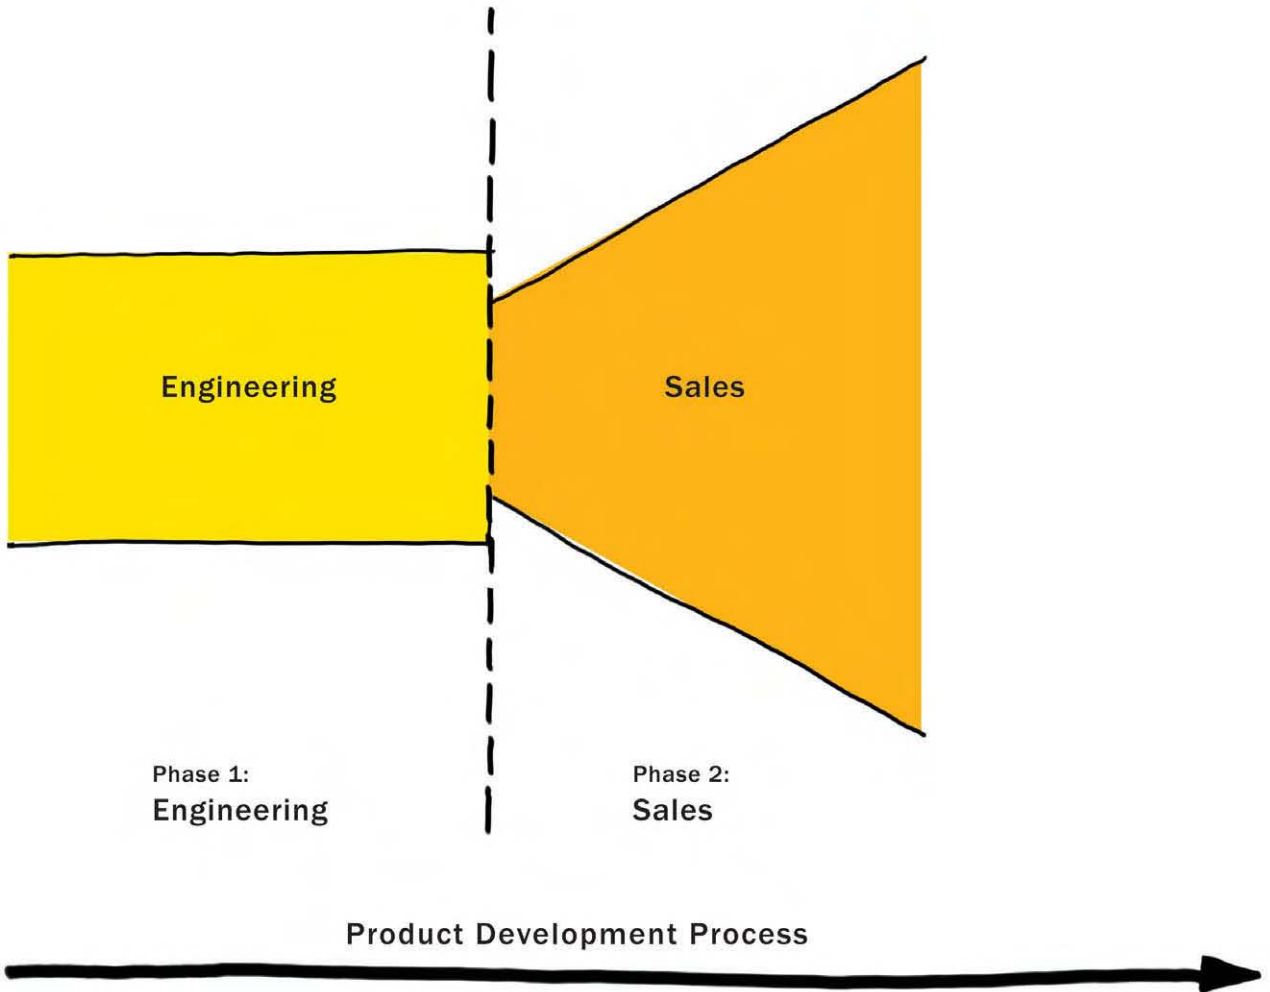 Engineering
Sales
Phase 1:
Engineering
Phase 2:
Sales
Product Development Process